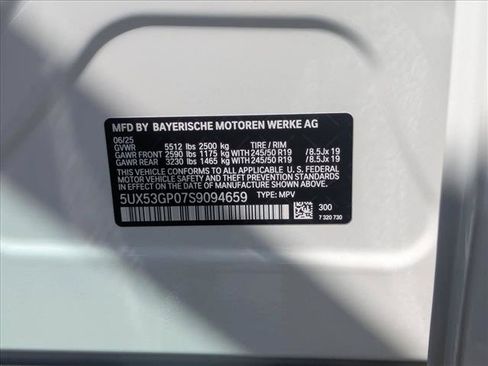 MFD BY BAYERISCHE MOTOREN WERKE AG
06/25
GVWR 5512 lbs 2500 kg TIRE / RIM
GAWR FRONT 2590 lbs 1175 kg WITH 245/50 R19 / 8.5Jx 19
GAWR REAR 3230 lbs 1465 kg WITH 245/50 R19 / 8.5Jx 19
THIS VEHICLE CONFORMS TO ALL APPLICABLE U. S. FEDERAL
MOTOR VEHICLE SAFETY AND THEFT PREVENTION STANDARDS
IN EFFECT ON THE DATE OF MANUFACTURE SHOWN ABOVE.
5UX53GP07S9094659 TYPE: MPV
300
7 320 730